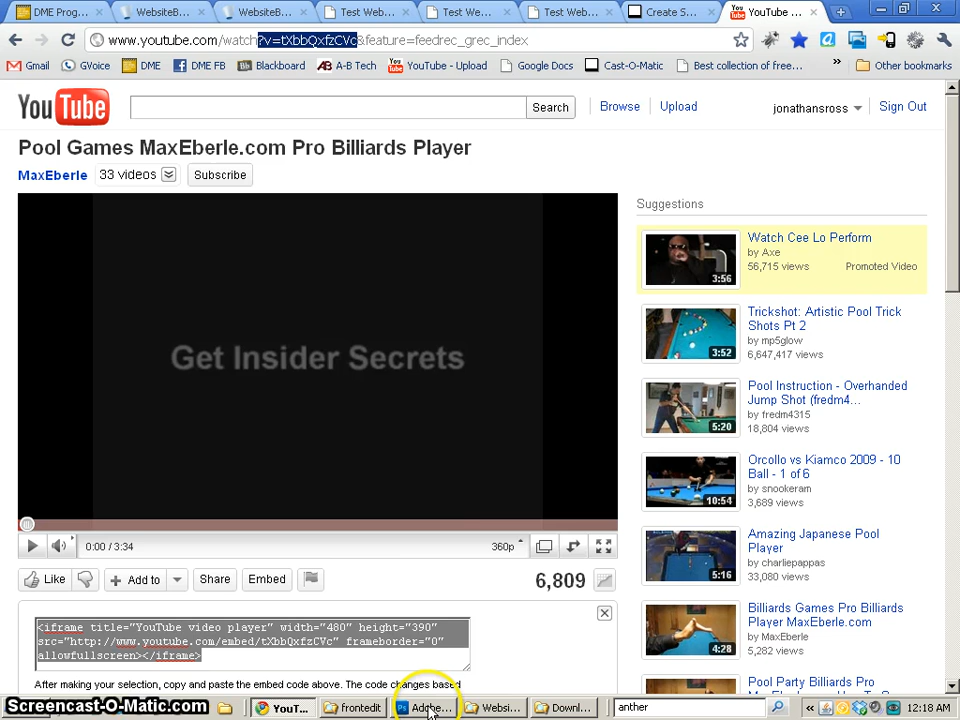 DME Prog...
WebsiteB...
WebsiteB...
Test Web...
Test We...
Test Web...
Create S...
YouTube ...
www.youtube.com/watch?v=tXbbQxfzCVc&feature=feedrec_grec_index
Gmail
GVoice
DME
DME FB
Blackboard
A-B Tech
YouTube - Upload
Google Docs
Cast-O-Matic
Best collection of free...
»
Other bookmarks
YouTube
Search
Browse
Upload
jonathansross
Sign Out
Pool Games MaxEberle.com Pro Billiards Player
MaxEberle
33 videos
Subscribe
Get Insider Secrets
0:00 / 3:34
360p
Like
Add to
Share
Embed
6,809
<iframe title="YouTube video player" width="480" height="390"
src="http://www.youtube.com/embed/tXbbQxfzCVc" frameborder="0"
allowfullscreen></iframe>
After making your selection, copy and paste the embed code above. The code changes based
Suggestions
3:56
Watch Cee Lo Perform
by Axe
56,715 views
Promoted Video
3:52
Trickshot: Artistic Pool Trick
Shots Pt 2
by mp5glow
6,647,417 views
5:20
Pool Instruction - Overhanded
Jump Shot (fredm4...
by fredm4315
18,804 views
10:54
Orcollo vs Kiamco 2009 - 10
Ball - 1 of 6
by snookeram
3,689 views
5:16
Amazing Japanese Pool
Player
by charliepappas
33,080 views
4:28
Billiards Games Pro Billiards
Player MaxEberle.com
by MaxEberle
5,282 views
Pool Party Billiards Pro
Screencast-O-Matic.com
YouT...
frontedit
Ps
Adobe...
Websi...
Downl...
anther
12:18 AM